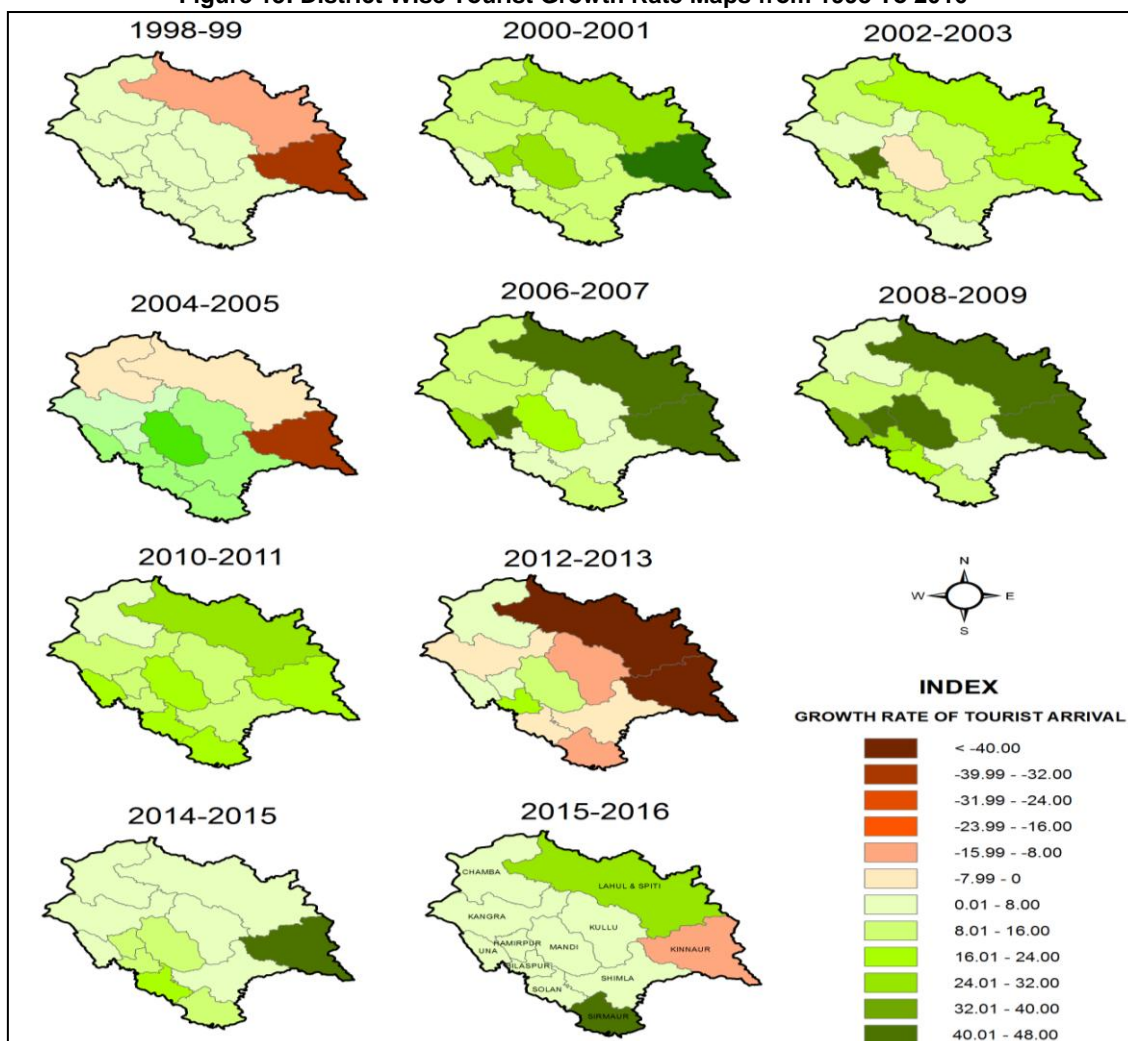 District Wise Tourist Growth Rate Maps from 1998 To 2016
1998-99
2000-2001
2002-2003
2004-2005
2006-2007
2008-2009
2010-2011
2012-2013
N
W E
S
INDEX
GROWTH RATE OF TOURIST ARRIVAL
< -40.00
-39.99 - -32.00
-31.99 - -24.00
-23.99 - -16.00
-15.99 - -8.00
-7.99 - 0
0.01 - 8.00
8.01 - 16.00
16.01 - 24.00
24.01 - 32.00
32.01 - 40.00
40.01 - 48.00
2014-2015
2015-2016
CHAMBA
LAHUL & SPITI
KANGRA
KULLU
HAMIRPUR
UNA
MANDI
KINNAUR
BILASPUR
SHIMLA
SOLAN
SIRMAUR